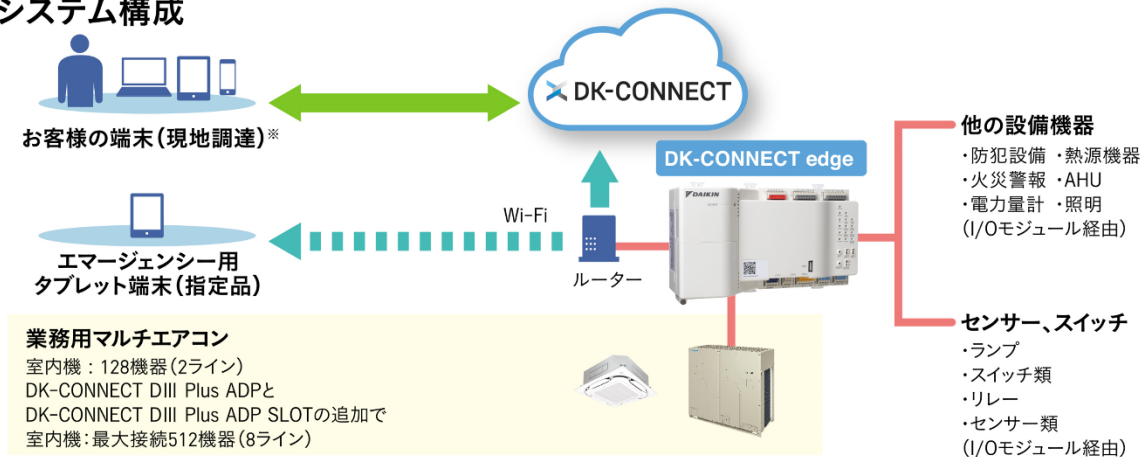 システム構成
DK-CONNECT
お客様の端末（現地調達）※
DK-CONNECT edge
DAIKIN
Wi-Fi
ルーター
エマージェンシー用
タブレット端末（指定品）
他の設備機器
・防犯設備 ・熱源機器
・火災警報 ・AHU
・電力量計 ・照明
（I/Oモジュール経由）
業務用マルチエアコン
室内機：128機器（2ライン）
DK-CONNECT DIII Plus ADPと
DK-CONNECT DIII Plus ADP SLOTの追加で
室内機：最大接続512機器（8ライン）
センサー、スイッチ
・ランプ
・スイッチ類
・リレー
・センサー類
（I/Oモジュール経由）